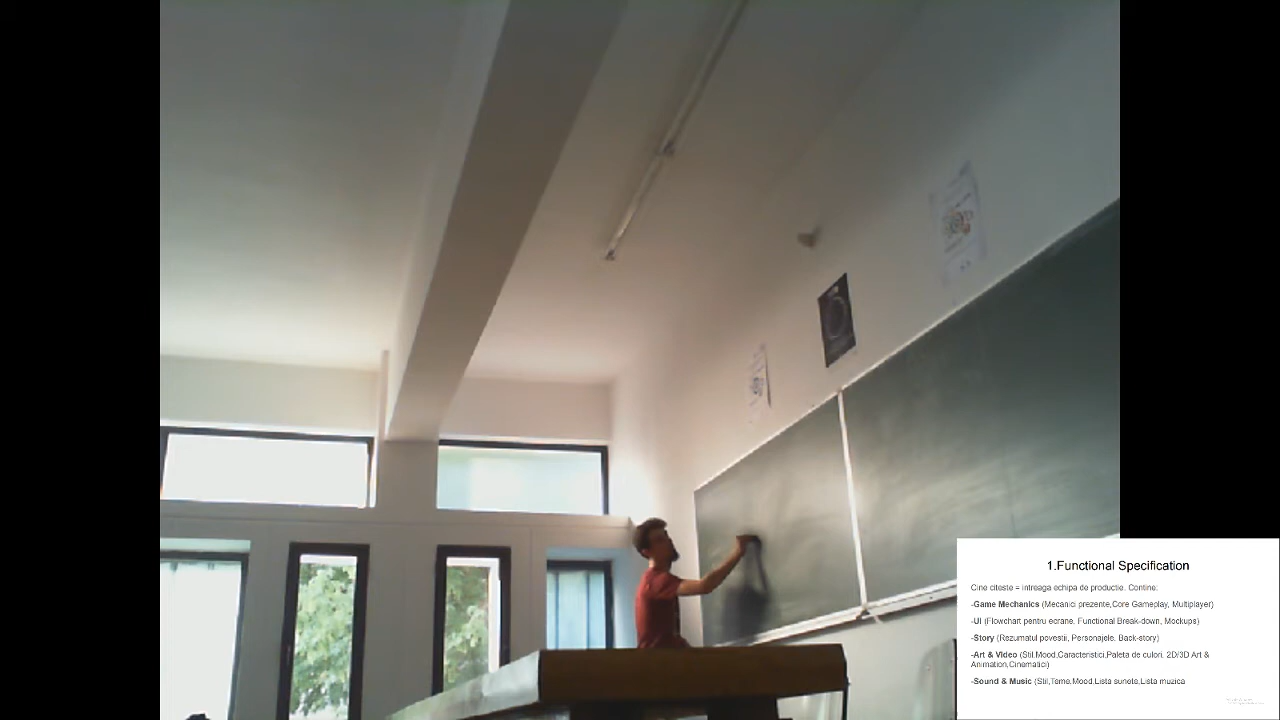 1.Functional Specification
Cine citeste = intreaga echipa de productie. Contine:
-Game Mechanics (Mecanici prezente,Core Gameplay, Multiplayer)
-UI (Flowchart pentru ecrane, Functional Break-down, Mockups)
-Story (Rezumatul povestii, Personajele, Back-story)
-Art & Video (Stil,Mood,Caracteristici,Paleta de culori, 2D/3D Art &
Animation,Cinematici)
-Sound & Music (Stil,Teme,Mood,Lista sunete,Lista muzica